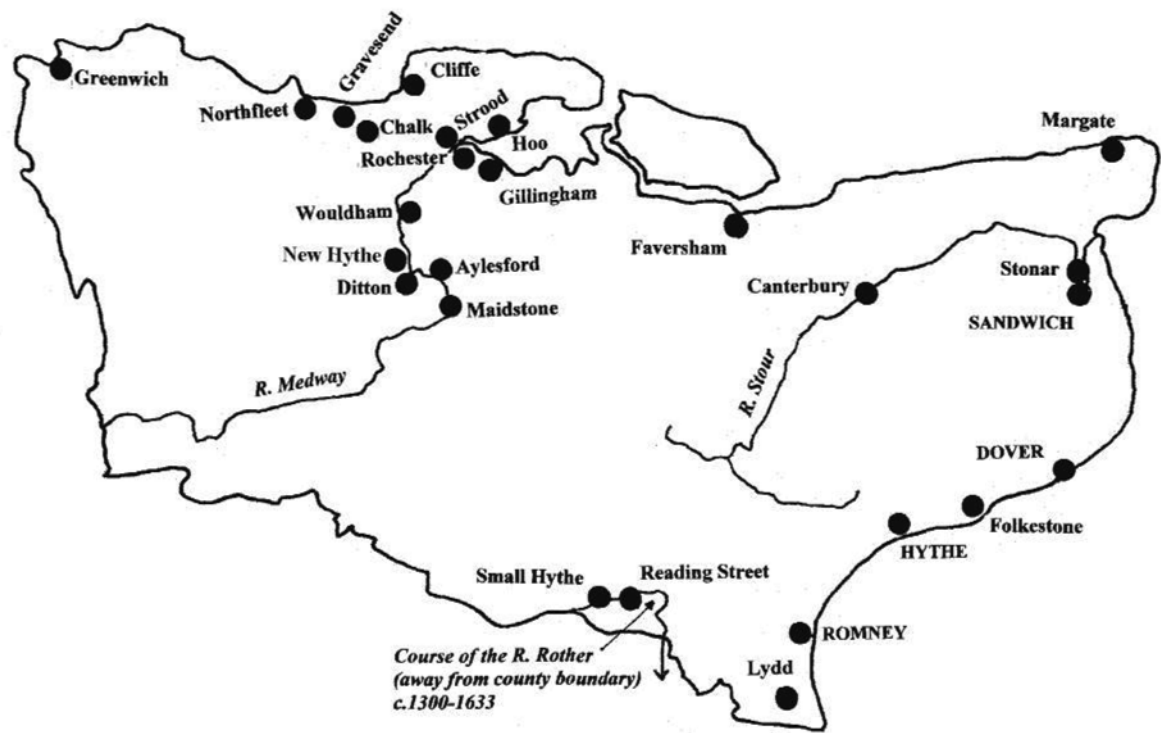 Greenwich
Northfleet
Gravesend
Cliffe
Chalk
Strood
Hoo
Rochester
Gillingham
Margate
Wouldham
New Hythe
Aylesford
Ditton
Maidstone
Faversham
Canterbury
Stonar
SANDWICH
R. Medway
R. Stour
DOVER
Folkestone
HYTHE
Small Hythe
Reading Street
ROMNEY
Lydd
Course of the R. Rother
(away from county boundary)
c.1300-1633